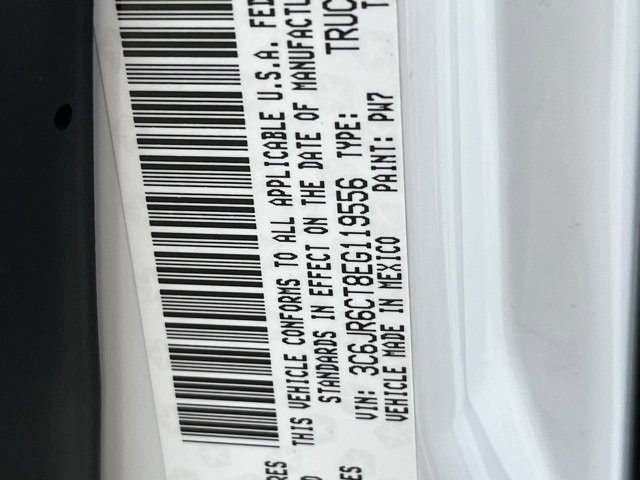 THIS VEHICLE CONFORMS TO ALL APPLICABLE U.S.A. FED
STANDARDS IN EFFECT ON THE DATE OF MANUFACTU
VIN: 3C6JR6CT8EG119556 TYPE: TRUC
VEHICLE MADE IN MEXICO PAINT: PW7 T